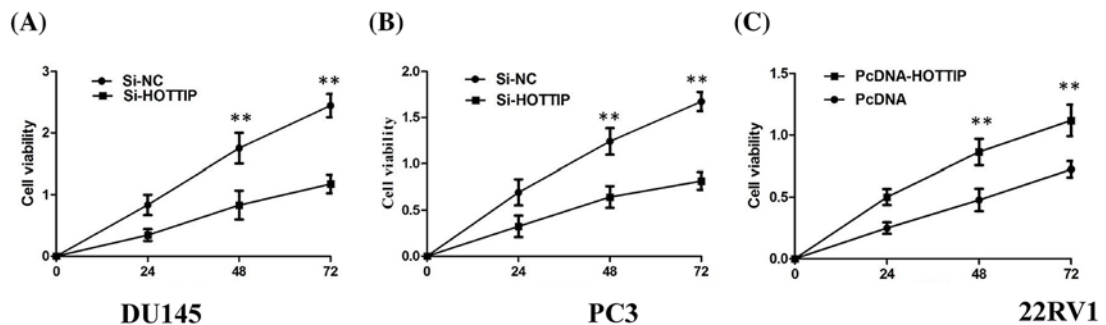 (A)
Si-NC
Si-HOTTIP
**
**
Cell viability
3
2
1
0
0 24 48 72
DU145
(B)
Si-NC
Si-HOTTIP
**
**
Cell viability
2.0
1.5
1.0
0.5
0.0
0 24 48 72
PC3
(C)
PcDNA-HOTTIP
PcDNA
**
**
Cell viability
1.5
1.0
0.5
0.0
0 24 48 72
22RV1